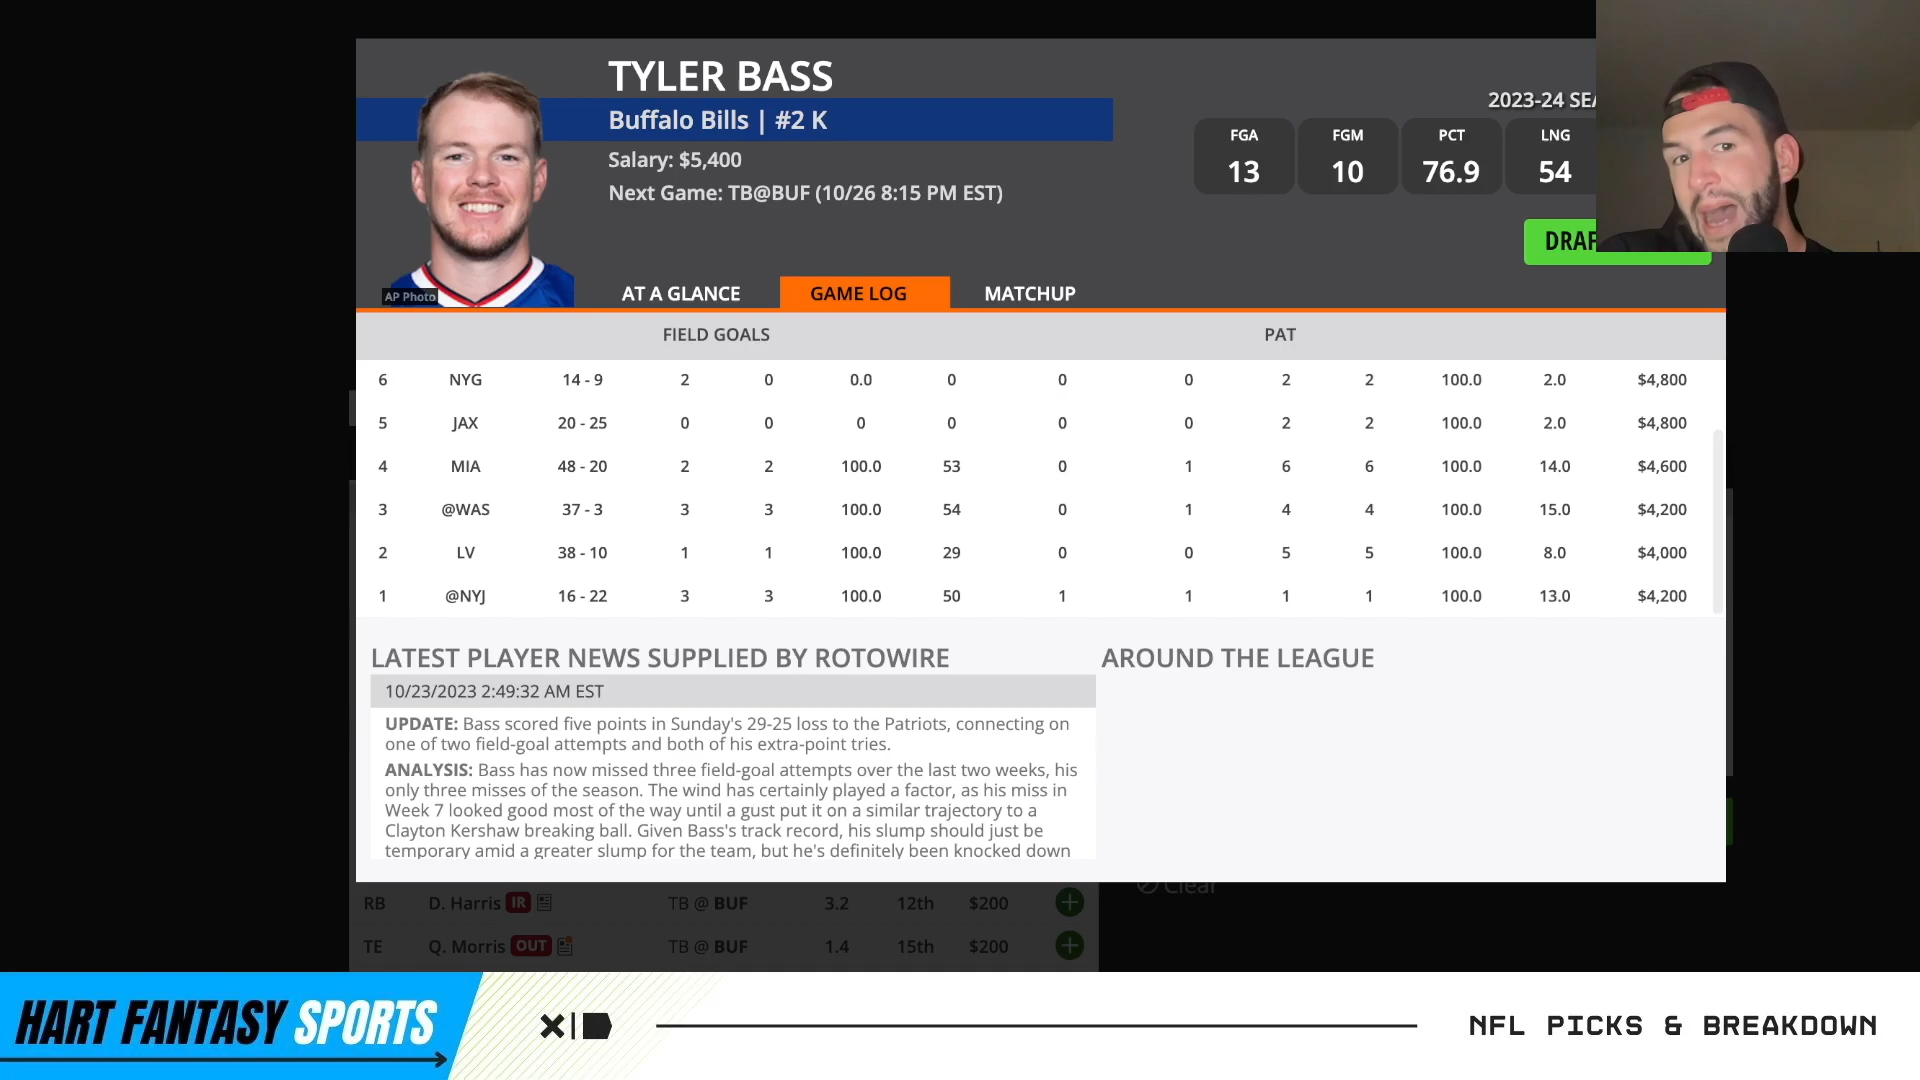 TYLER BASS
Buffalo Bills | #2 K
Salary: $5,400
Next Game: TB@BUF (10/26 8:15 PM EST)
2023-24 SEA
FGA FGM PCT LNG
13 10 76.9 54
DRAF
AP Photo
AT A GLANCE GAME LOG MATCHUP
FIELD GOALS PAT
6 NYG 14 - 9 2 0 0.0 0 0 0 2 2 100.0 2.0 $4,800
5 JAX 20 - 25 0 0 0 0 0 0 2 2 100.0 2.0 $4,800
4 MIA 48 - 20 2 2 100.0 53 0 1 6 6 100.0 14.0 $4,600
3 @WAS 37 - 3 3 3 100.0 54 0 1 4 4 100.0 15.0 $4,200
2 LV 38 - 10 1 1 100.0 29 0 0 5 5 100.0 8.0 $4,000
1 @NYJ 16 - 22 3 3 100.0 50 1 1 1 1 100.0 13.0 $4,200
LATEST PLAYER NEWS SUPPLIED BY ROTOWIRE
10/23/2023 2:49:32 AM EST
UPDATE: Bass scored five points in Sunday's 29-25 loss to the Patriots, connecting on
one of two field-goal attempts and both of his extra-point tries.
ANALYSIS: Bass has now missed three field-goal attempts over the last two weeks, his
only three misses of the season. The wind has certainly played a factor, as his miss in
Week 7 looked good most of the way until a gust put it on a similar trajectory to a
Clayton Kershaw breaking ball. Given Bass's track record, his slump should just be
temporary amid a greater slump for the team, but he's definitely been knocked down
AROUND THE LEAGUE
Clear
RB D. Harris IR TB @ BUF 3.2 12th $200
TE Q. Morris OUT TB @ BUF 1.4 15th $200
HART FANTASY SPORTS
NFL PICKS & BREAKDOWN